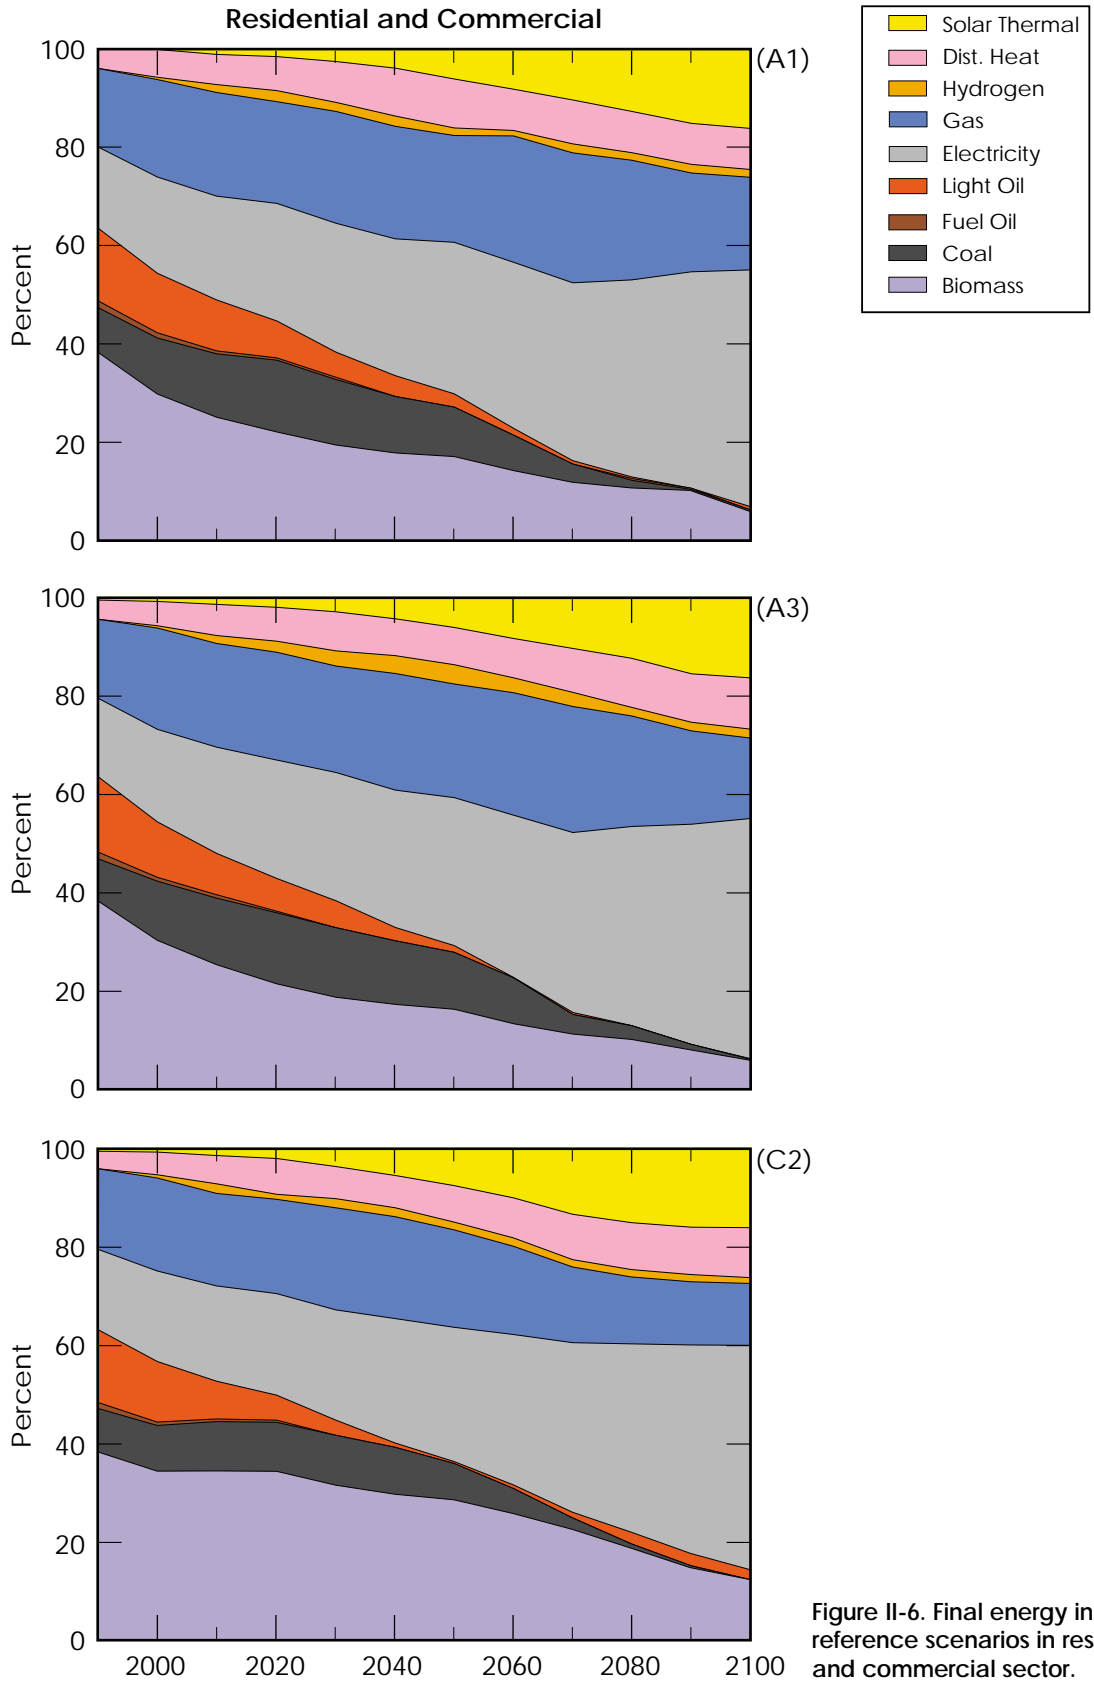 Residential and Commercial
Solar Thermal
Dist. Heat
Hydrogen
Gas
Electricity
Light Oil
Fuel Oil
Coal
Biomass
(A1)
Percent
100
80
60
40
20
0
(A3)
Percent
100
80
60
40
20
0
(C2)
Percent
100
80
60
40
20
0
2000 2020 2040 2060 2080 2100
Figure II-6. Final energy in
reference scenarios in res
and commercial sector.